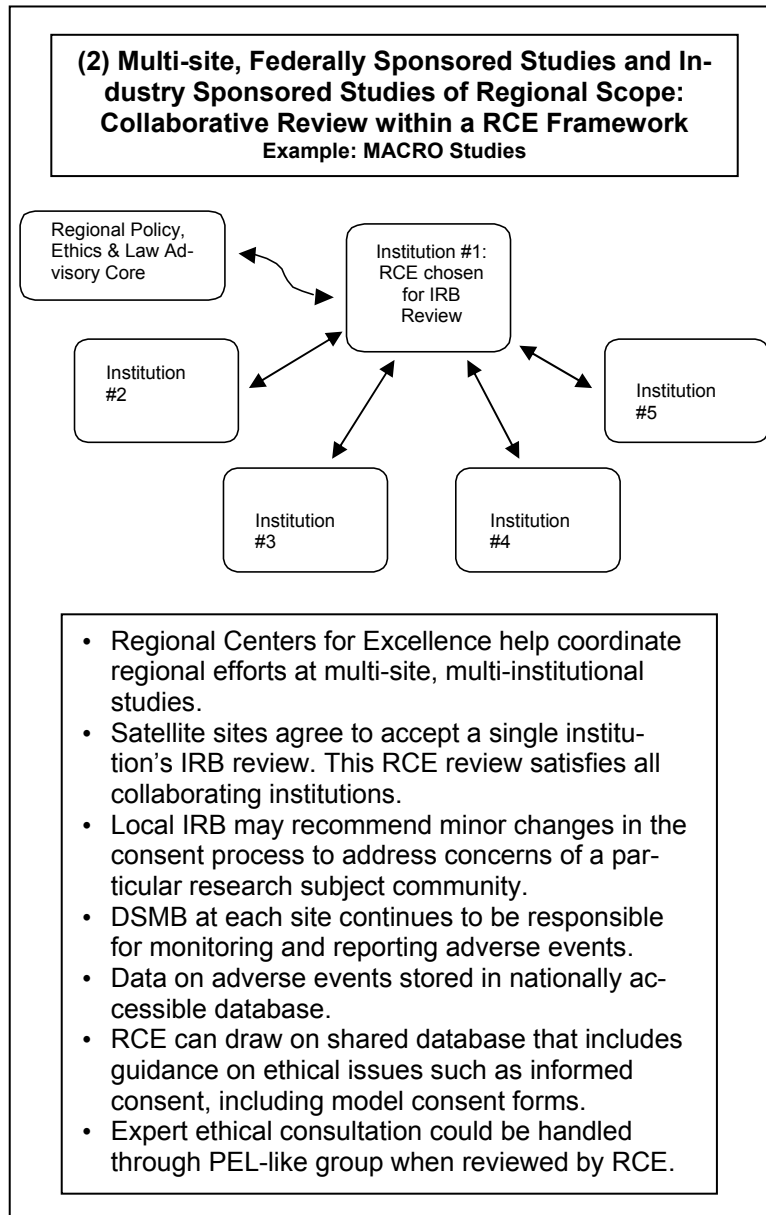 (2) Multi-site, Federally Sponsored Studies and In-
dustry Sponsored Studies of Regional Scope:
Collaborative Review within a RCE Framework
Example: MACRO Studies
Regional Policy,
Ethics & Law Ad-
visory Core
Institution #1:
RCE chosen
for IRB
Review
Institution
#2
Institution
#5
Institution
#3
Institution
#4
• Regional Centers for Excellence help coordinate
regional efforts at multi-site, multi-institutional
studies.
• Satellite sites agree to accept a single institu-
tion’s IRB review. This RCE review satisfies all
collaborating institutions.
• Local IRB may recommend minor changes in the
consent process to address concerns of a par-
ticular research subject community.
• DSMB at each site continues to be responsible
for monitoring and reporting adverse events.
• Data on adverse events stored in nationally ac-
cessible database.
• RCE can draw on shared database that includes
guidance on ethical issues such as informed
consent, including model consent forms.
• Expert ethical consultation could be handled
through PEL-like group when reviewed by RCE.